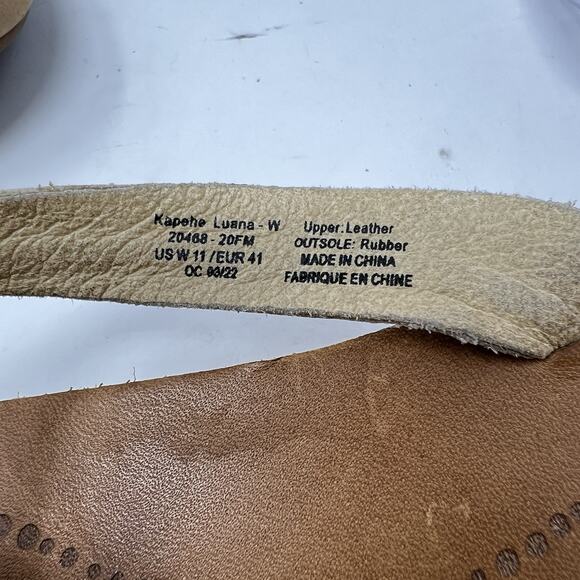 Kapehe Luana - W
20468 - 20FM
US W 11 / EUR 41
OC 03/22
Upper: Leather
OUTSOLE: Rubber
MADE IN CHINA
FABRIQUE EN CHINE